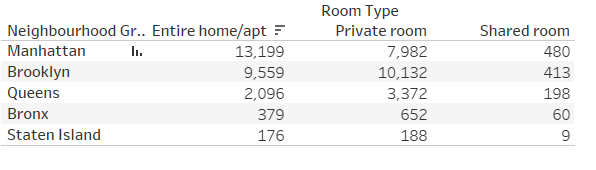 Room Type
Neighbourhood Gr.. Entire home/apt Private room Shared room
Manhattan 13,199 7,982 480
Brooklyn 9,559 10,132 413
Queens 2,096 3,372 198
Bronx 379 652 60
Staten Island 176 188 9